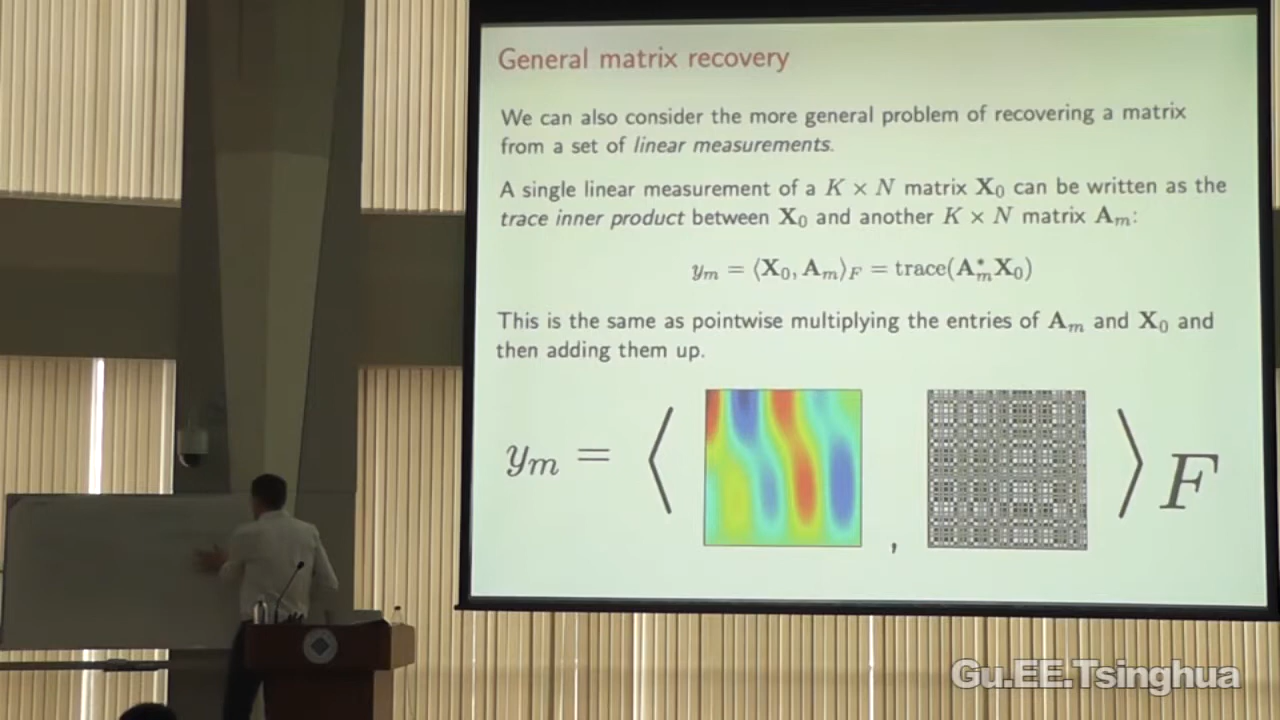 General matrix recovery
We can also consider the more general problem of recovering a matrix
from a set of linear measurements.
A single linear measurement of a K × N matrix X₀ can be written as the
trace inner product between X₀ and another K × N matrix Aₘ:
yₘ = ⟨X₀, Aₘ⟩F = trace(A*ₘX₀)
This is the same as pointwise multiplying the entries of Aₘ and X₀ and
then adding them up.
yₘ = ⟨ , ⟩F
Gu.EE.Tsinghua